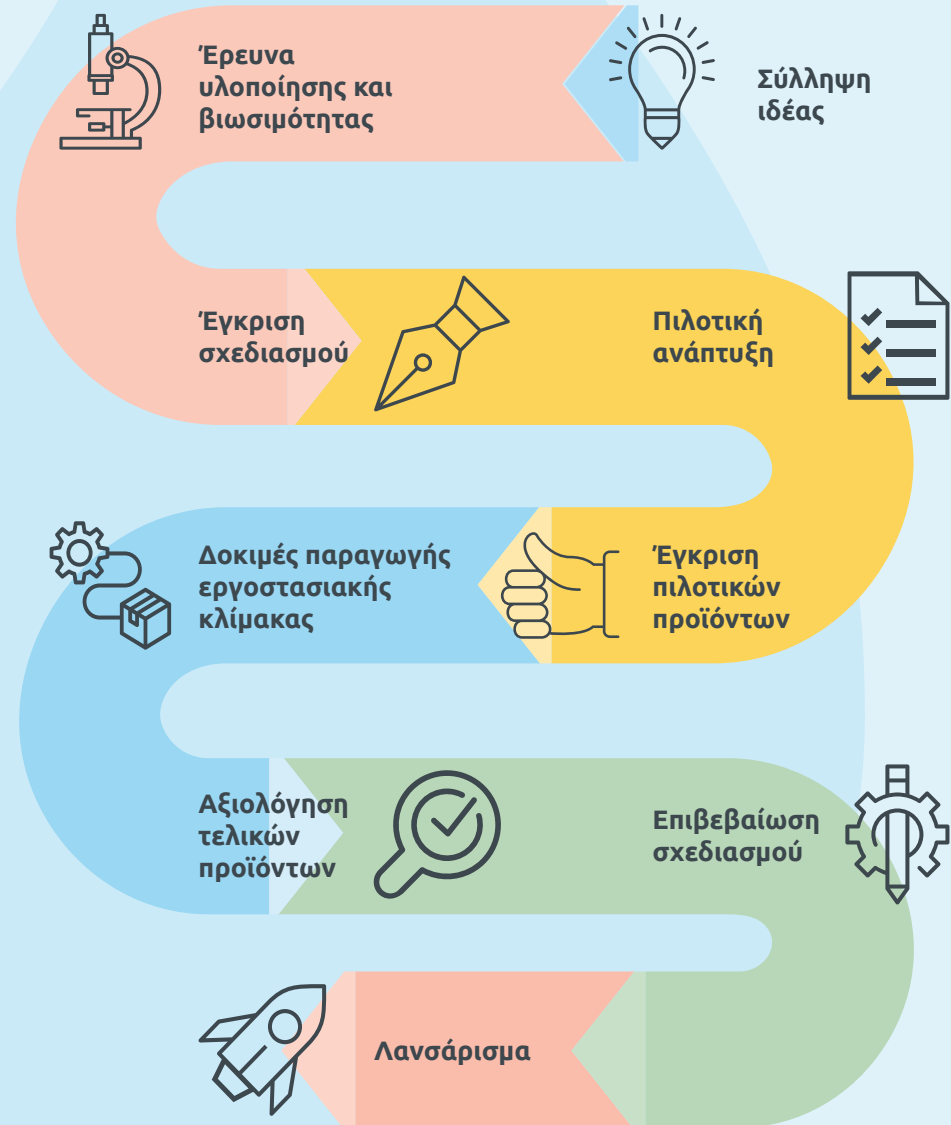 Σύλληψη
ιδέας
Έρευνα
υλοποίησης και
βιωσιμότητας
Έγκριση
σχεδιασμού
Πιλοτική
ανάπτυξη
Έγκριση
πιλοτικών
προϊόντων
Δοκιμές παραγωγής
εργοστασιακής
κλίμακας
Αξιολόγηση
τελικών
προϊόντων
Επιβεβαίωση
σχεδιασμού
Λανσάρισμα